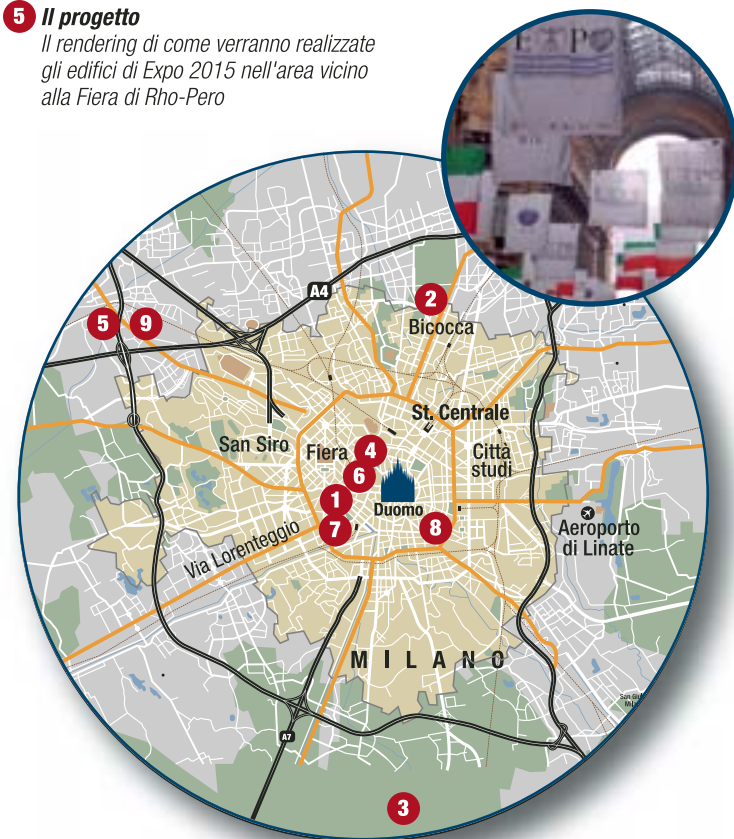 5 Il progetto
Il rendering di come verranno realizzate
gli edifici di Expo 2015 nell'area vicino
alla Fiera di Rho-Pero
A4
2
5
9
Bicocca
St. Centrale
San Siro
Fiera
4
Città
studi
6
1
Duomo
7
8
Via Lorenteggio
Aeroporto
di Linate
MILANO
San
A7
3